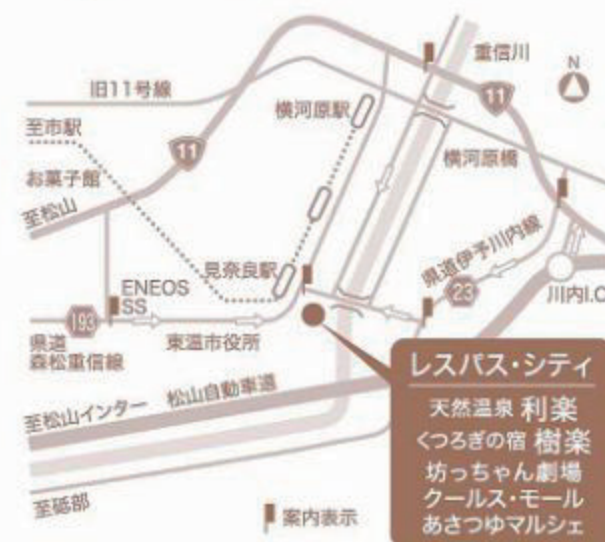 重信川
N
11
旧11号線
横河原駅
至市駅
11
横河原橋
お菓子館
至松山
見奈良駅
県道伊予川内線
ENEOS
SS
23
川内I.C
193
県道
森松重信線
東温市役所
レスパス・シティ
松山自動車道
至松山インター
天然温泉 利楽
くつろぎの宿 樹楽
坊っちゃん劇場
クールス・モール
あさつゆマルシェ
至砥部
案内表示